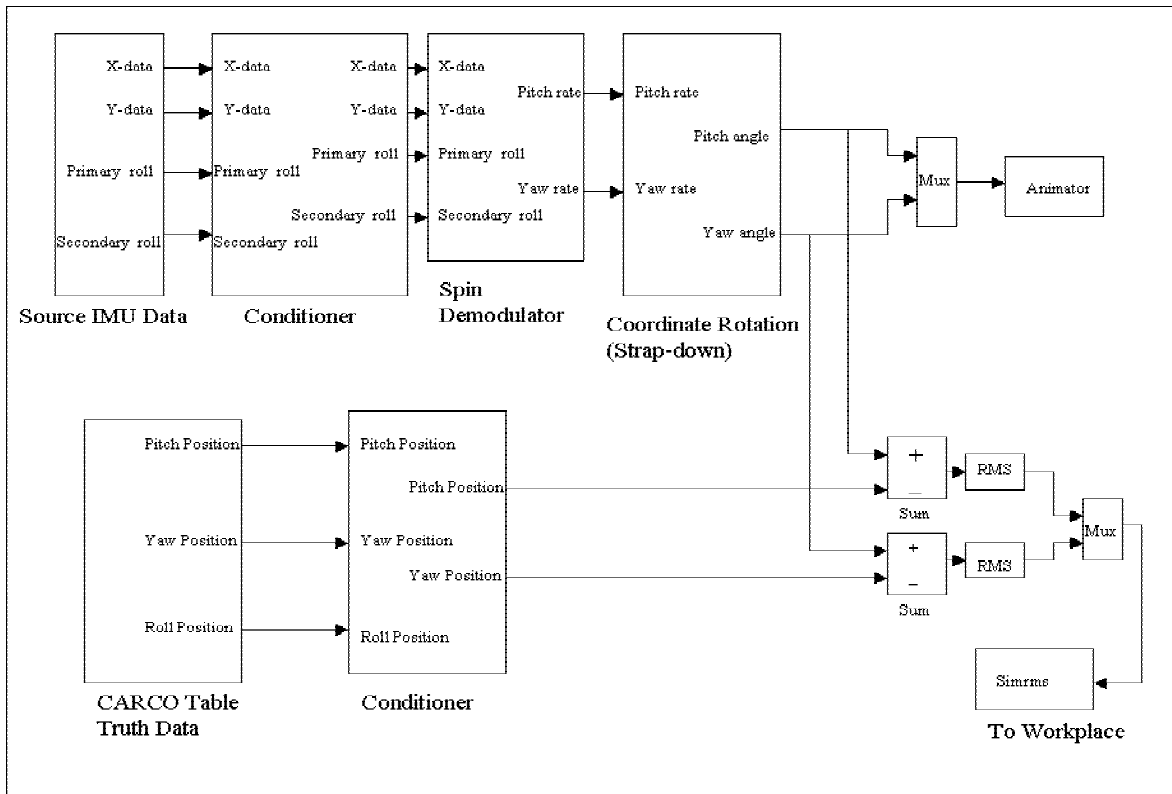 X-data
Y-data
Primary roll
Secondary roll
Source IMU Data
X-data
Y-data
Primary roll
Secondary roll
X-data
Y-data
Primary roll
Secondary roll
Conditioner
X-data
Y-data
Primary roll
Secondary roll
Pitch rate
Yaw rate
Spin
Demodulator
Pitch rate
Yaw rate
Pitch angle
Yaw angle
Coordinate Rotation
(Strap-down)
Mux
Animator
Pitch Position
Yaw Position
Roll Position
CARCO Table
Truth Data
Pitch Position
Yaw Position
Roll Position
Pitch Position
Yaw Position
Conditioner
+
−
Sum
RMS
+
−
Sum
RMS
Mux
Simrms
To Workplace